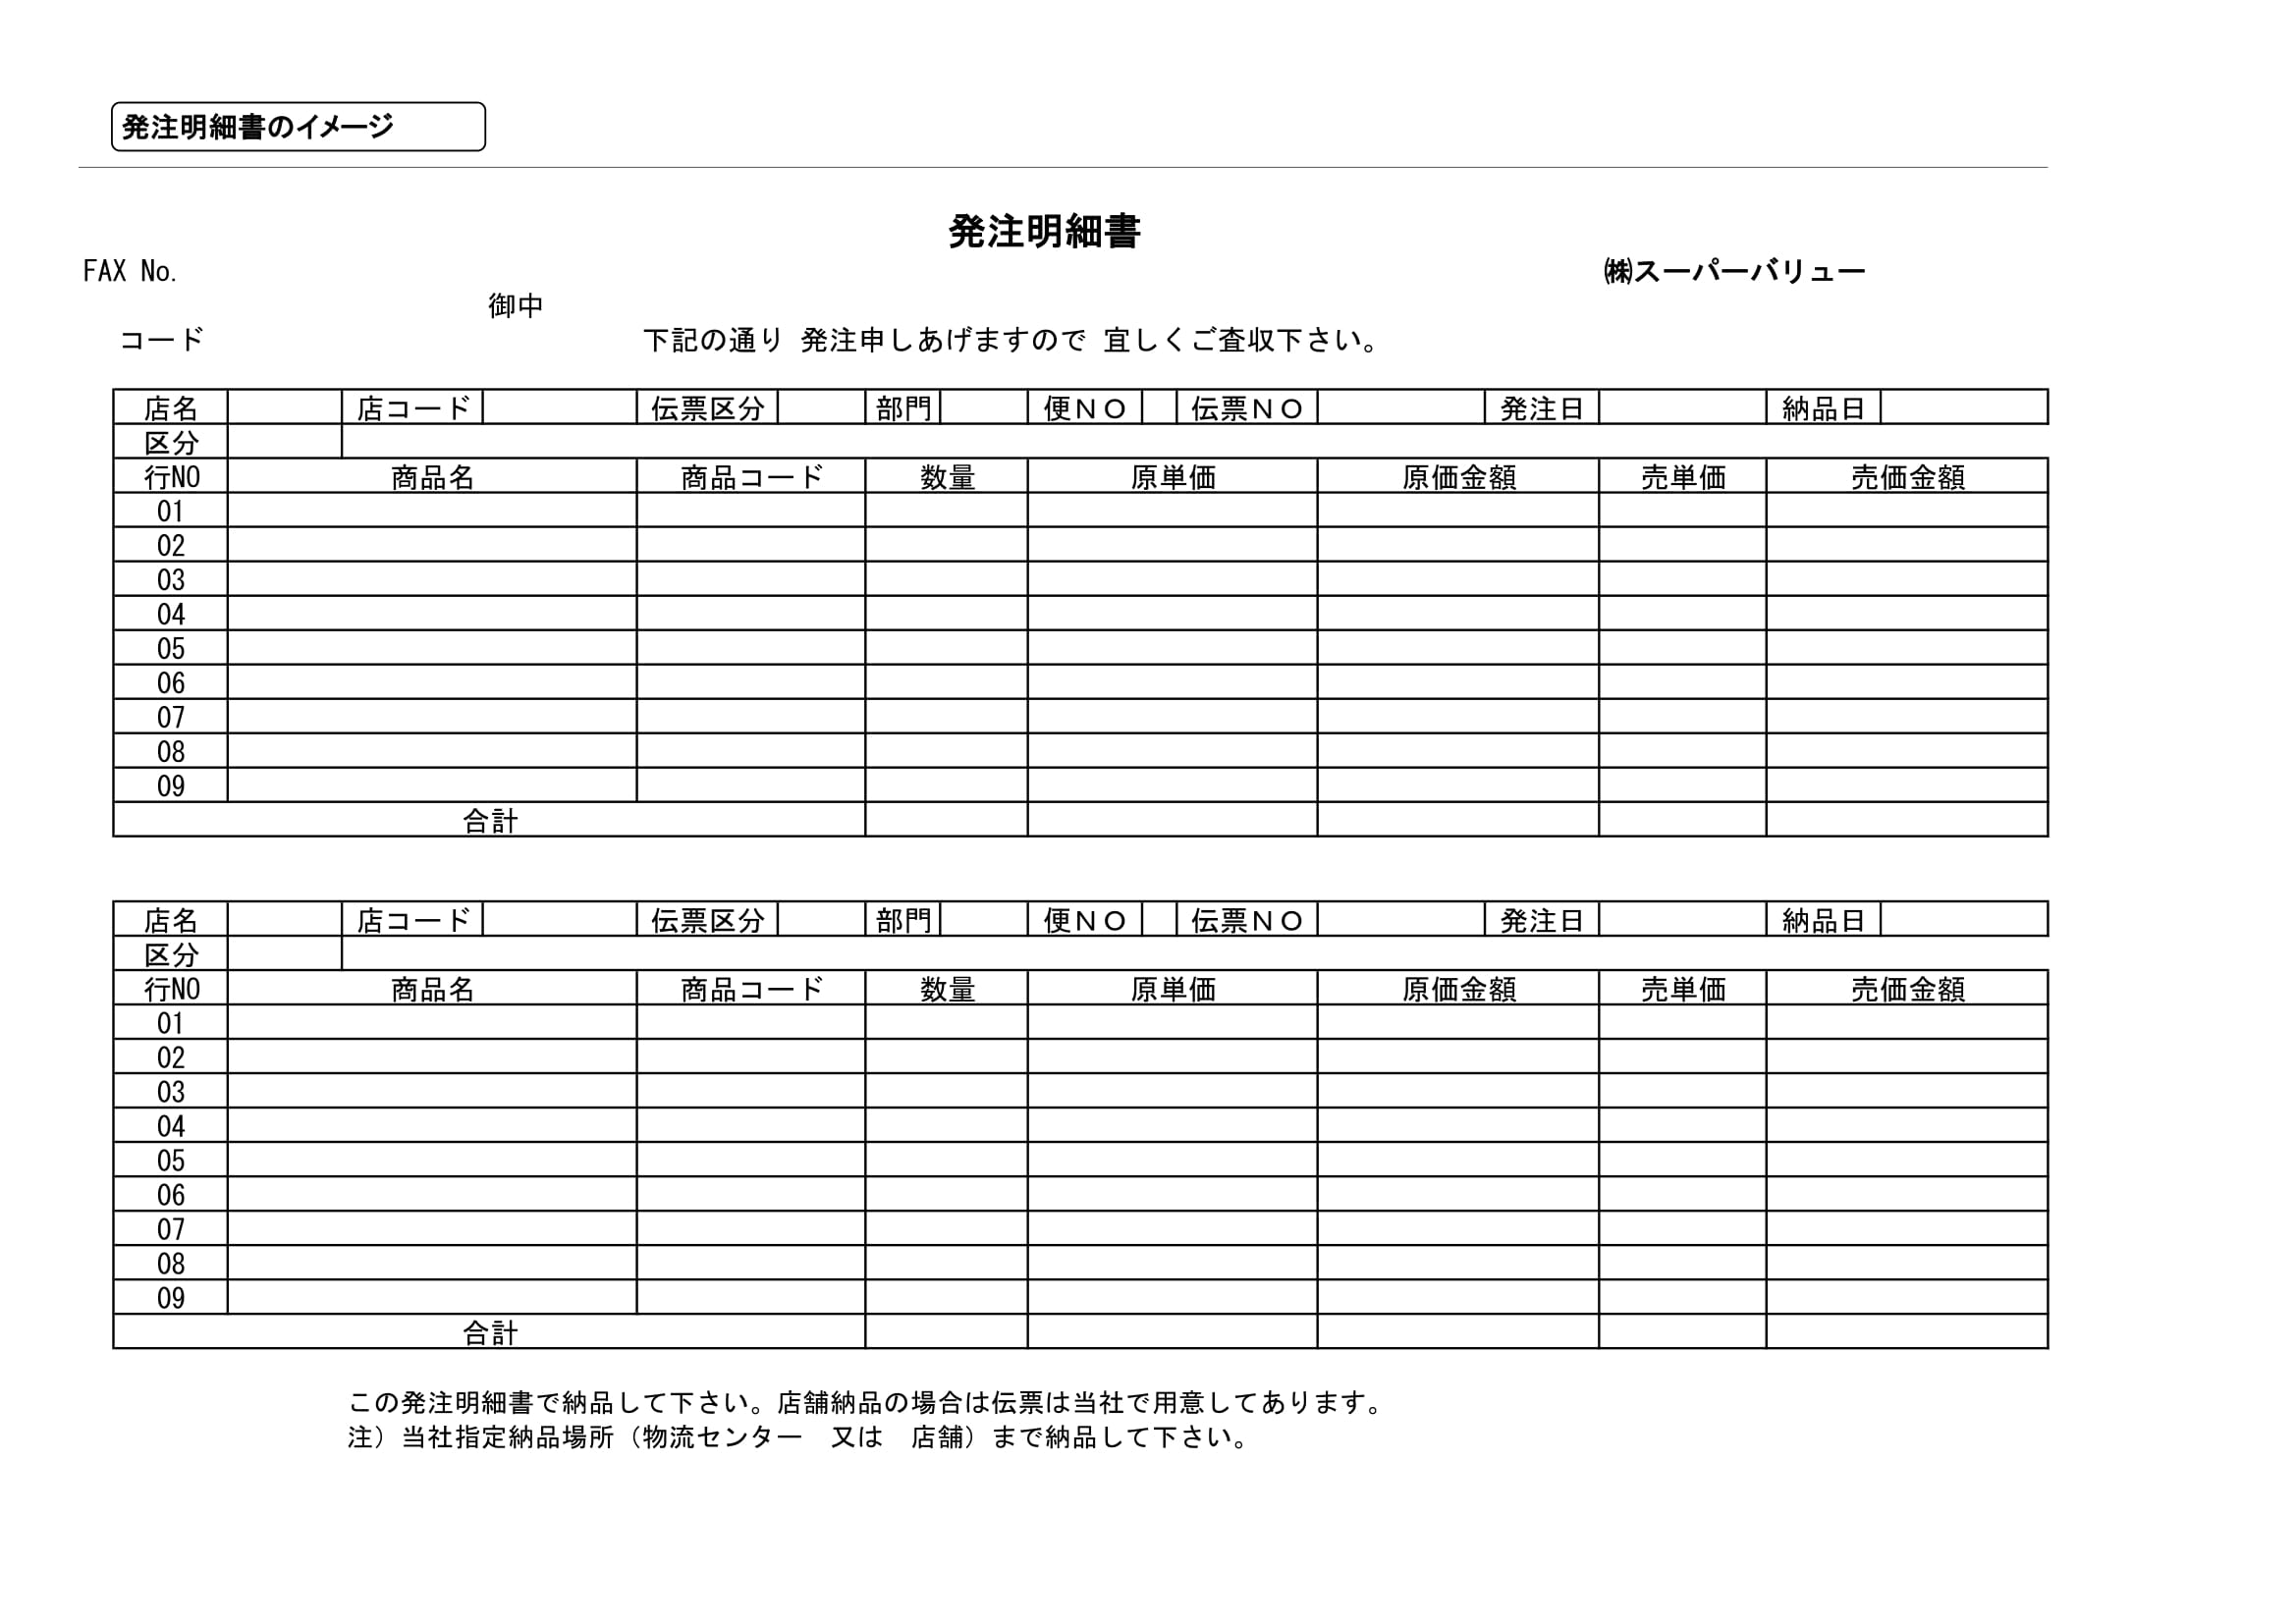 発注明細書のイメージ
発注明細書
FAX No.
㈱スーパーバリュー
御中
コード
下記の通り 発注申しあげますので 宜しくご査収下さい。
店名 店コード 伝票区分 部門 便ＮＯ 伝票ＮＯ 発注日 納品日
区分
行NO 商品名 商品コード 数量 原単価 原価金額 売単価 売価金額
01
02
03
04
05
06
07
08
09
合計
店名 店コード 伝票区分 部門 便ＮＯ 伝票ＮＯ 発注日 納品日
区分
行NO 商品名 商品コード 数量 原単価 原価金額 売単価 売価金額
01
02
03
04
05
06
07
08
09
合計
この発注明細書で納品して下さい。店舗納品の場合は伝票は当社で用意してあります。
注）当社指定納品場所（物流センター　又は　店舗）まで納品して下さい。